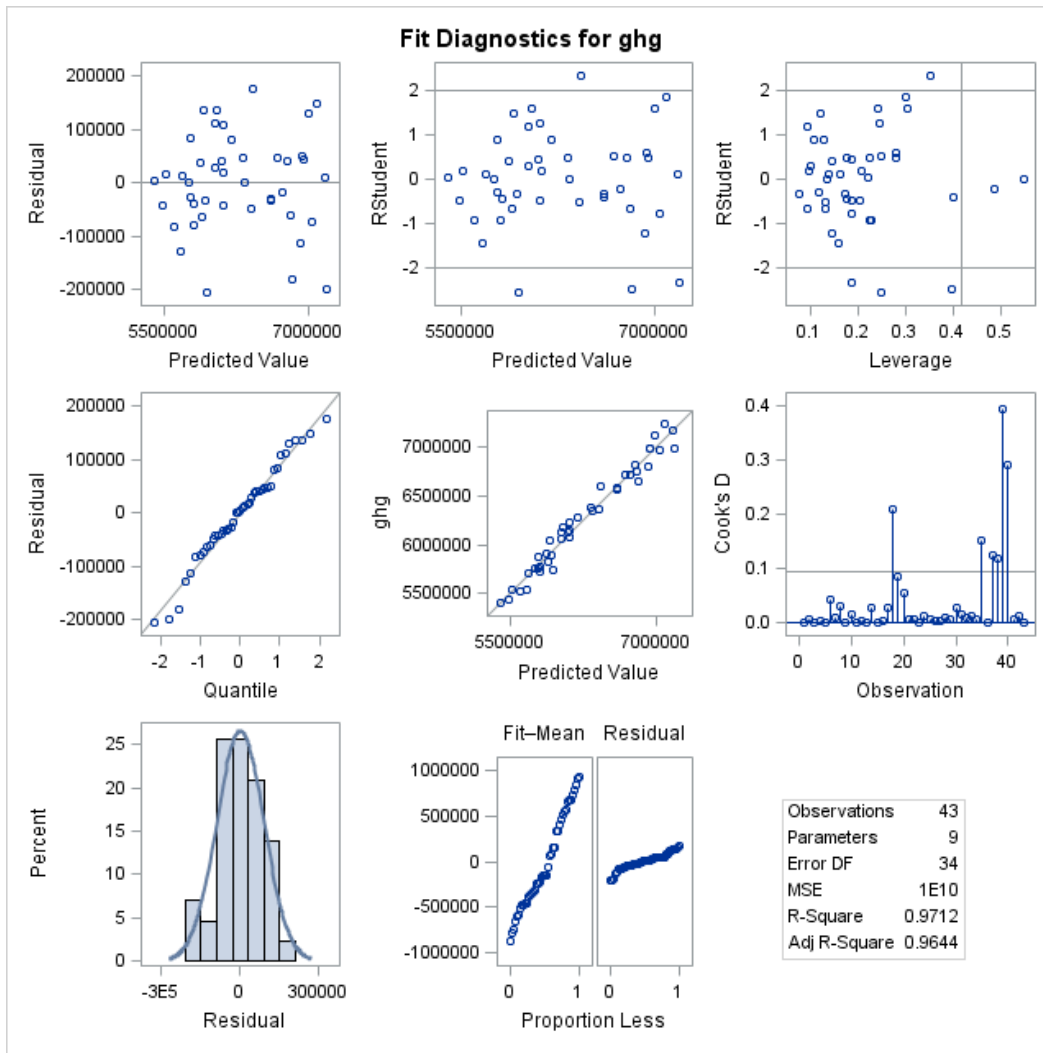 Fit Diagnostics for ghg
200000
100000
0
-100000
-200000
Residual
5500000 7000000
Predicted Value
2
1
0
-1
-2
RStudent
5500000 7000000
Predicted Value
2
1
0
-1
-2
RStudent
0.1 0.2 0.3 0.4 0.5
Leverage
200000
100000
0
-100000
-200000
Residual
-2 -1 0 1 2
Quantile
7000000
6500000
6000000
5500000
ghg
5500000 7000000
Predicted Value
0.4
0.3
0.2
0.1
0.0
Cook's D
0 10 20 30 40
Observation
25
20
15
10
5
0
Percent
-3E5 0 300000
Residual
Fit–Mean Residual
1000000
500000
0
-500000
-1000000
0 1 0 1
Proportion Less
Observations 43
Parameters 9
Error DF 34
MSE 1E10
R-Square 0.9712
Adj R-Square 0.9644